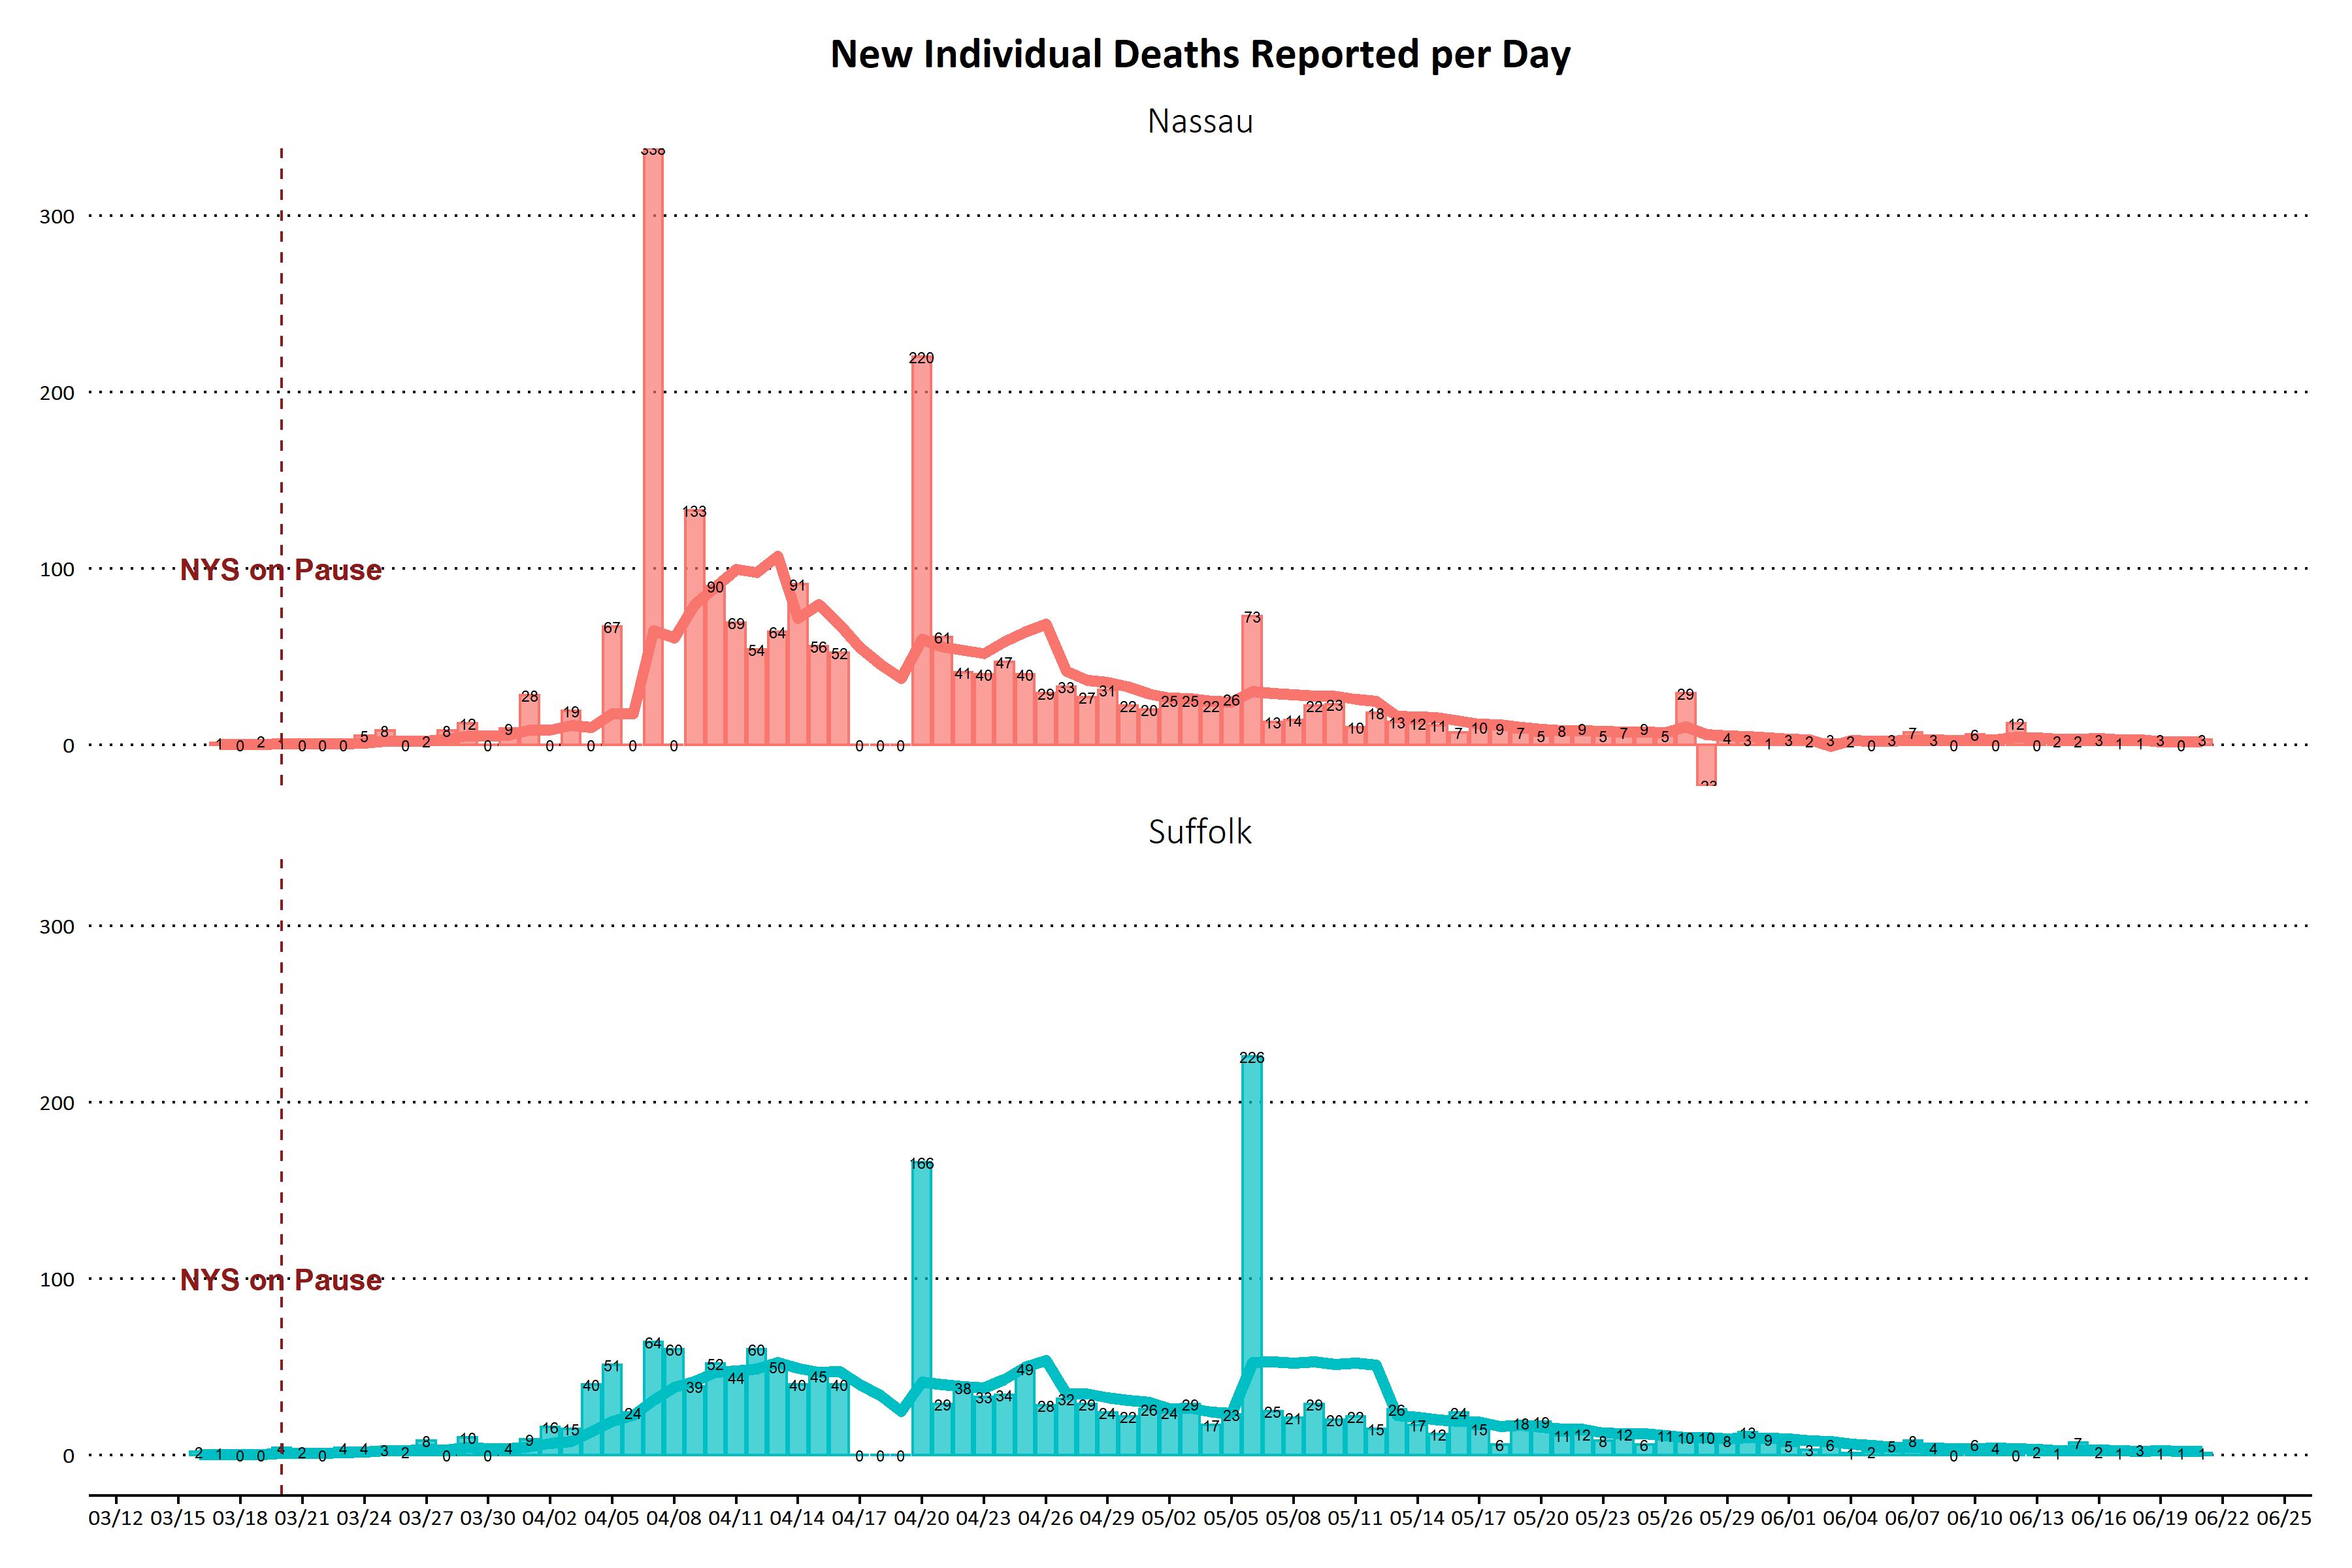 New Individual Deaths Reported per Day
Nassau
300
200
100
0
NYS on Pause
1 0 2 1 0 0 0 5 8 0 2 8 12 0 9 28 0 19 0 67 0 338 0 133 90 69 54 64 91 56 52 0 0 0 220 61 41 40 47 40 29 33 27 31 22 20 25 25 22 26 73 13 14 22 23 10 18 13 12 11 7 10 9 7 5 8 9 5 7 9 5 29 4 3 1 3 2 3 2 0 3 7 3 0 6 0 12 0 2 2 3 1 1 3 0 3
Suffolk
300
200
100
0
NYS on Pause
2 1 0 0 4 2 0 4 4 3 2 8 0 10 0 4 9 16 15 40 51 24 64 60 39 52 44 60 50 40 45 40 0 0 0 166 29 38 33 34 49 28 32 29 24 22 26 24 29 17 23 226 25 21 29 20 22 15 26 17 12 24 15 6 18 19 11 12 8 12 6 11 10 10 8 13 9 5 3 6 1 2 5 8 4 0 6 4 0 2 1 7 2 1 3 1 1 1
03/12 03/15 03/18 03/21 03/24 03/27 03/30 04/02 04/05 04/08 04/11 04/14 04/17 04/20 04/23 04/26 04/29 05/02 05/05 05/08 05/11 05/14 05/17 05/20 05/23 05/26 05/29 06/01 06/04 06/07 06/10 06/13 06/16 06/19 06/22 06/25